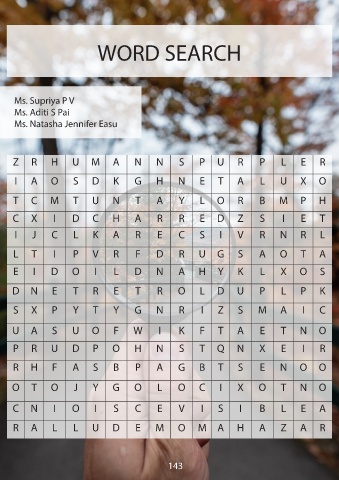 WORD SEARCH
Ms. Supriya P V
Ms. Aditi S Pai
Ms. Natasha Jennifer Easu
Z R H U M A N N S P U R P L E R
I A O S D K G H N E T A L U X O
T C M T U N T A Y L O R B M P H
C X I D C H A R R E D Z S I E T
I J C L K A R E C S I V R N R L
L T I P V R F D R U G S A O T A
E I D O I L D N A H Y K L X O S
D N E T R E T R O L D U P L P K
S X P Y T Y G N R I Z S M A I C
U A S U O F W I K F T A E T N O
P R U D P O H N S T Q N X E I R
R H F A S B P A G B T S E N O O
O T O J Y G O L O C I X O T N O
C N I O I S C E V I S I B L E A
R A L L U D E M O M A H A Z A R
143